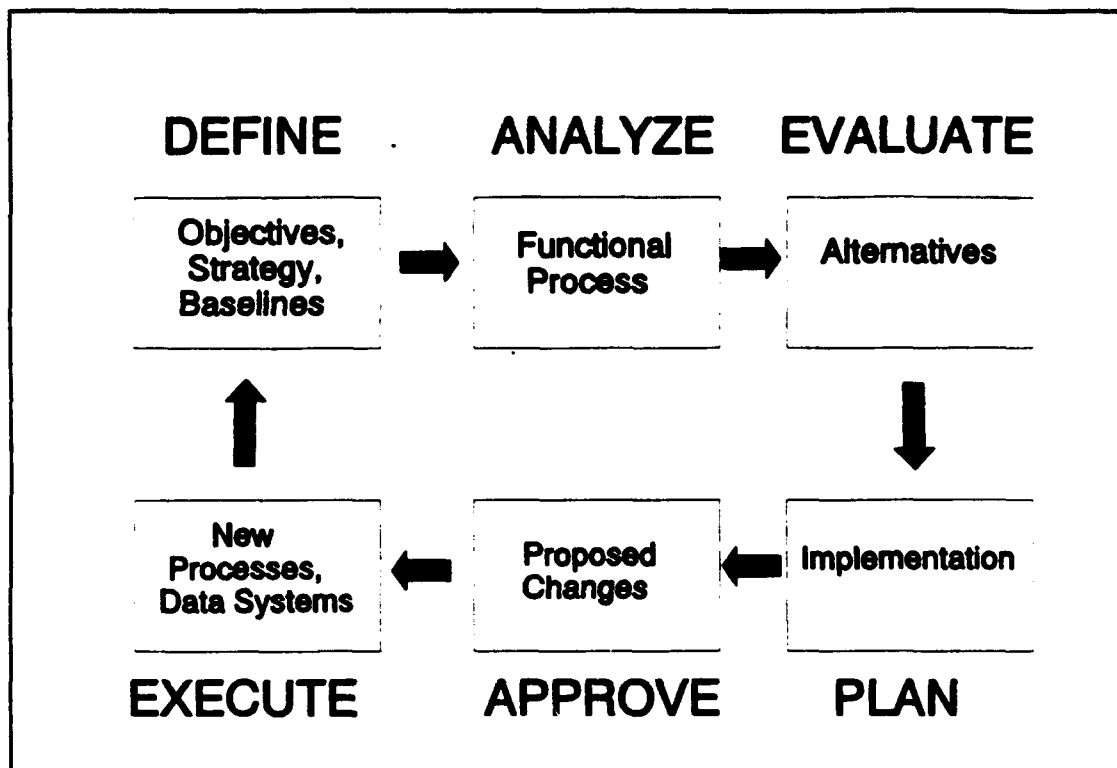 DEFINE ANALYZE EVALUATE
Objectives,
Strategy,
Baselines
Functional
Process
Alternatives
New
Processes,
Data Systems
Proposed
Changes
Implementation
EXECUTE APPROVE PLAN